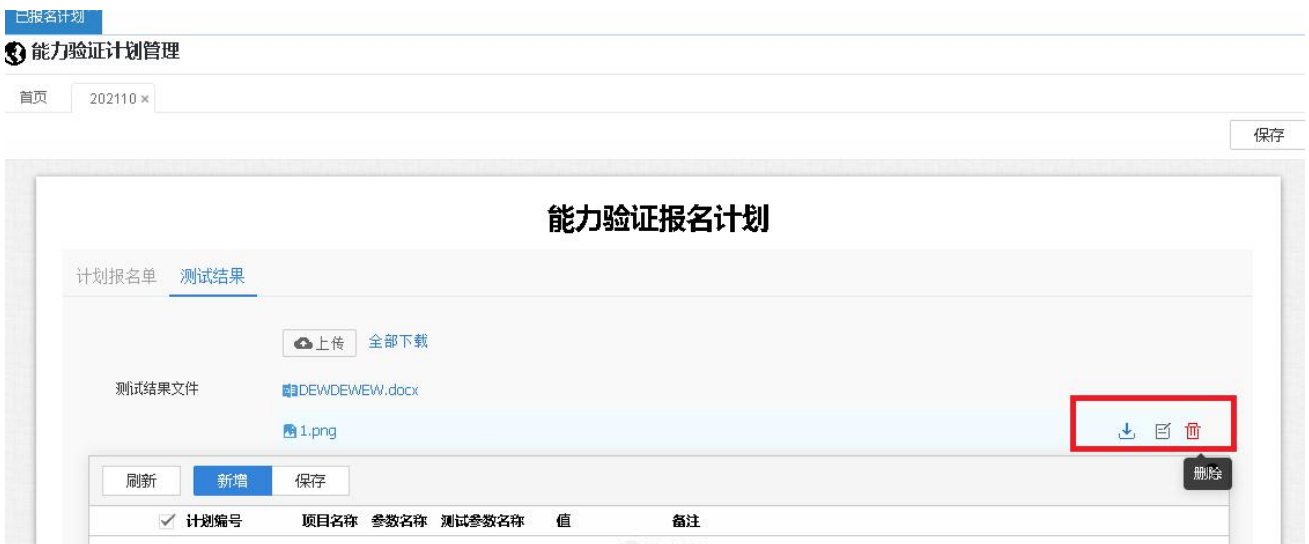 已报名计划
能力验证计划管理
首页 202110 ×
保存
能力验证报名计划
计划报名单 测试结果
上传 全部下载
测试结果文件 DEWDEWEW.docx
1.png
删除
刷新 新增 保存
计划编号 项目名称 参数名称 测试参数名称 值 备注